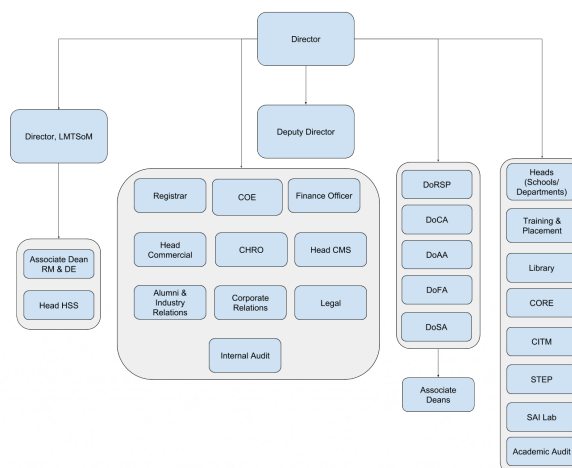 Director
Director, LMTSoM
Deputy Director
Associate Dean
RM & DE
Head HSS
Registrar
COE
Finance Officer
Head
Commercial
CHRO
Head CMS
Alumni &
Industry
Relations
Corporate
Relations
Legal
Internal Audit
DoRSP
DoCA
DoAA
DoFA
DoSA
Associate
Deans
Heads
(Schools/
Departments)
Training &
Placement
Library
CORE
CITM
STEP
SAI Lab
Academic Audit